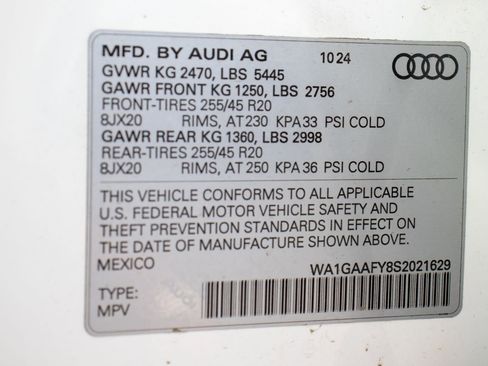 MFD. BY AUDI AG 10 24
GVWR KG 2470, LBS 5445
GAWR FRONT KG 1250, LBS 2756
FRONT-TIRES 255/45 R20
8JX20 RIMS, AT 230 KPA 33 PSI COLD
GAWR REAR KG 1360, LBS 2998
REAR-TIRES 255/45 R20
8JX20 RIMS, AT 250 KPA 36 PSI COLD
THIS VEHICLE CONFORMS TO ALL APPLICABLE
U.S. FEDERAL MOTOR VEHICLE SAFETY AND
THEFT PREVENTION STANDARDS IN EFFECT ON
THE DATE OF MANUFACTURE SHOWN ABOVE.
MEXICO WA1GAAFY8S2021629
TYPE:
MPV